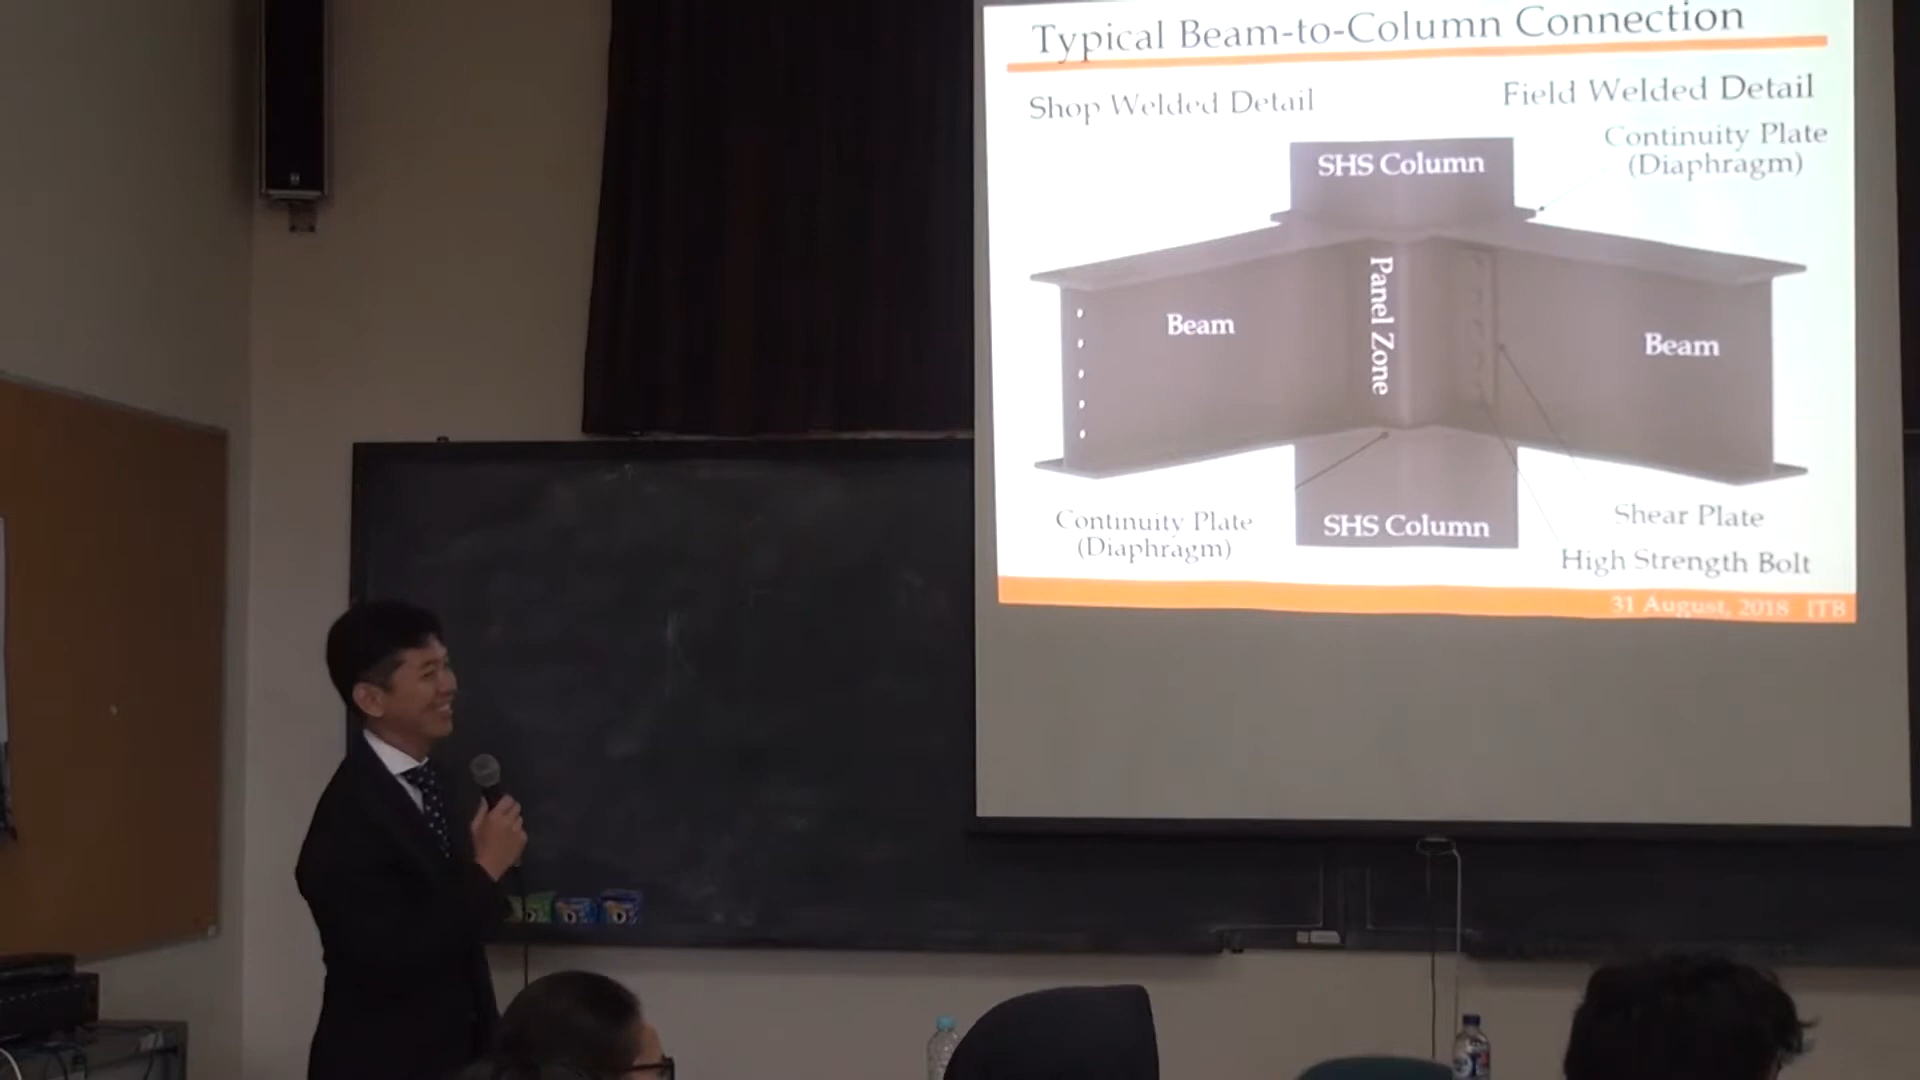 Typical Beam-to-Column Connection
Shop Welded Detail
Field Welded Detail
Continuity Plate
(Diaphragm)
SHS Column
Panel Zone
Beam
Beam
Continuity Plate
(Diaphragm)
SHS Column
Shear Plate
High Strength Bolt
31 August, 2018 ITB